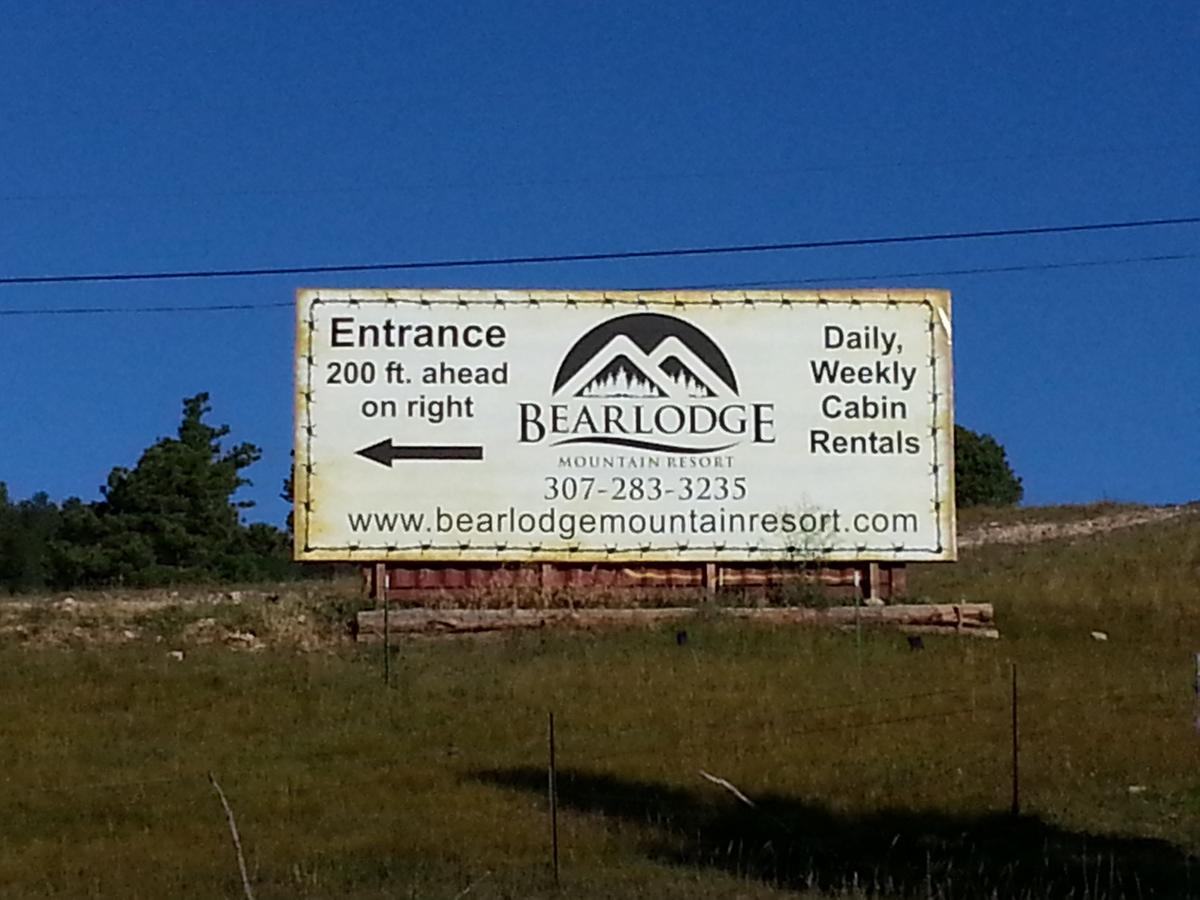 Entrance
200 ft. ahead
on right
BEARLODGE
MOUNTAIN RESORT
307-283-3235
www.bearlodgemountainresort.com
Daily,
Weekly
Cabin
Rentals